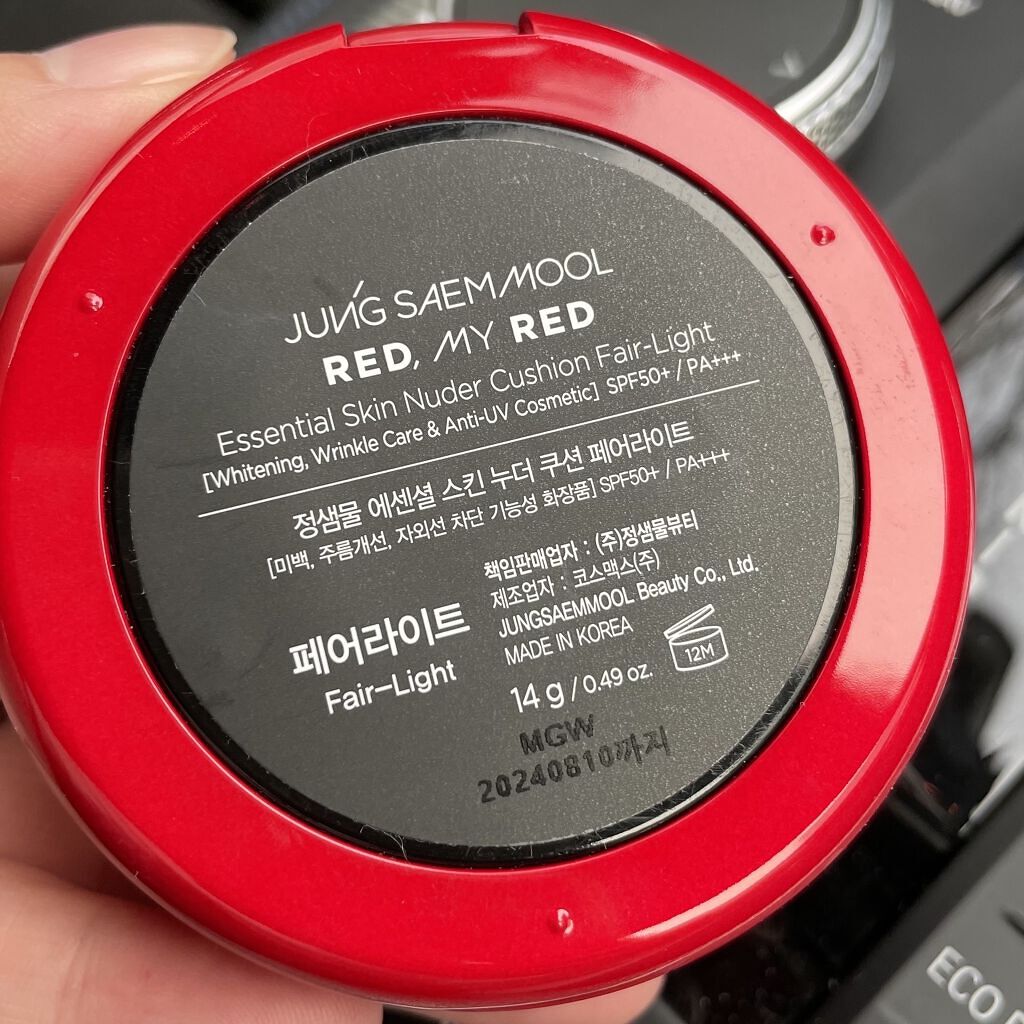 JUNG SAEM MOOL
RED, MY RED
Essential Skin Nuder Cushion Fair-Light
[Whitening, Wrinkle Care & Anti-UV Cosmetic] SPF50+ / PA+++
정샘물 에센셜 스킨 누더 쿠션 페어라이트
[미백, 주름개선, 자외선 차단 기능성 화장품] SPF50+ / PA+++
책임판매업자 : (주)정샘물뷰티
제조업자 : 코스맥스(주)
JUNGSAEMMOOL Beauty Co., Ltd.
MADE IN KOREA
12M
페어라이트
Fair-Light
14 g / 0.49 oz.
MGW
20240810까지
ECO